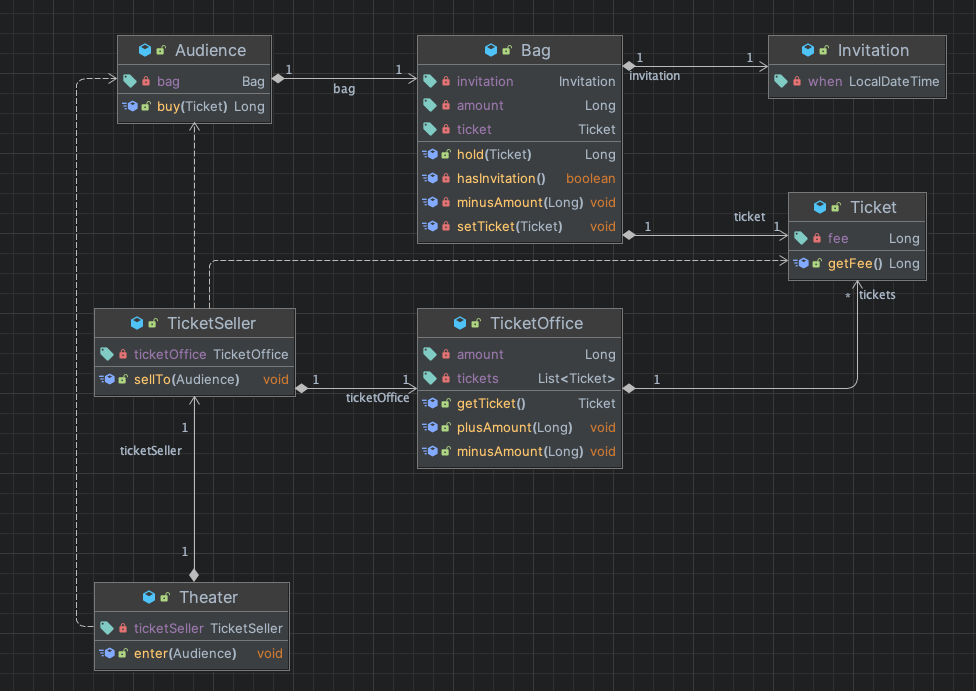 Audience
bag Bag
buy(Ticket) Long
1
1
bag
Bag
invitation Invitation
amount Long
ticket Ticket
hold(Ticket) Long
hasInvitation() boolean
minusAmount(Long) void
setTicket(Ticket) void
1
1
invitation
Invitation
when LocalDateTime
1
ticket
1
Ticket
fee Long
getFee() Long
* tickets
TicketSeller
ticketOffice TicketOffice
sellTo(Audience) void
1
1
ticketOffice
TicketOffice
amount Long
tickets List<Ticket>
getTicket() Ticket
plusAmount(Long) void
minusAmount(Long) void
1
1
ticketSeller
1
Theater
ticketSeller TicketSeller
enter(Audience) void